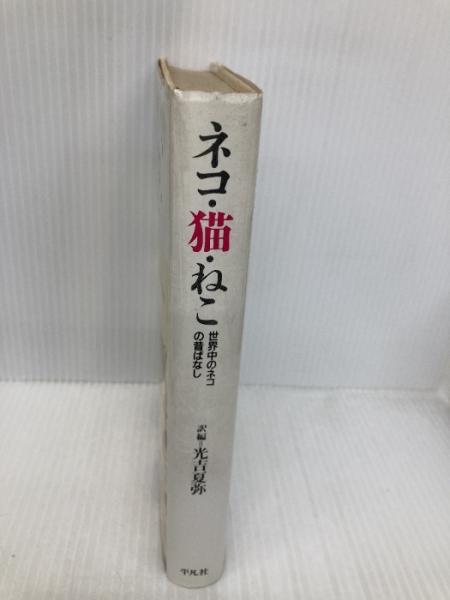 ネコ・猫・ねこ
世界中のネコ
の昔ばなし
訳編=光吉夏弥
平凡社